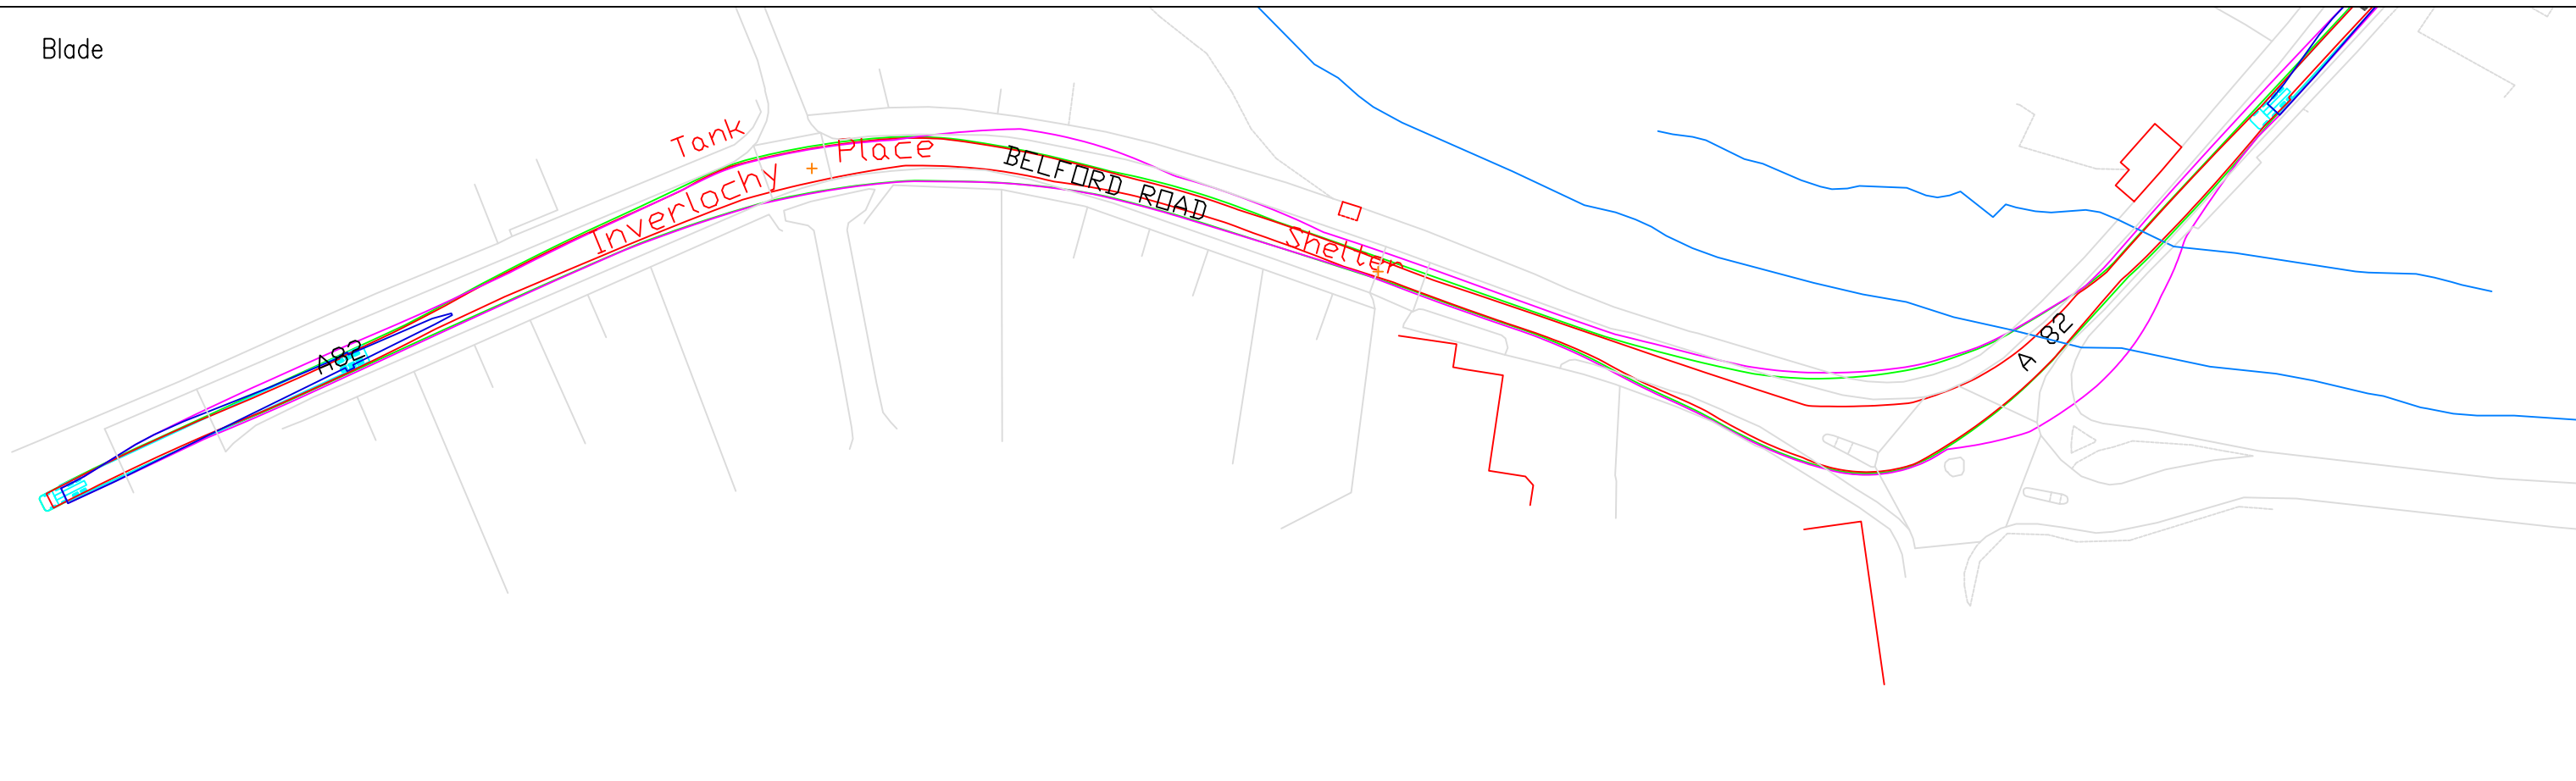 Blade
Tank
Inverlochy Place
BELFORD ROAD
Shelter
A82
A 82